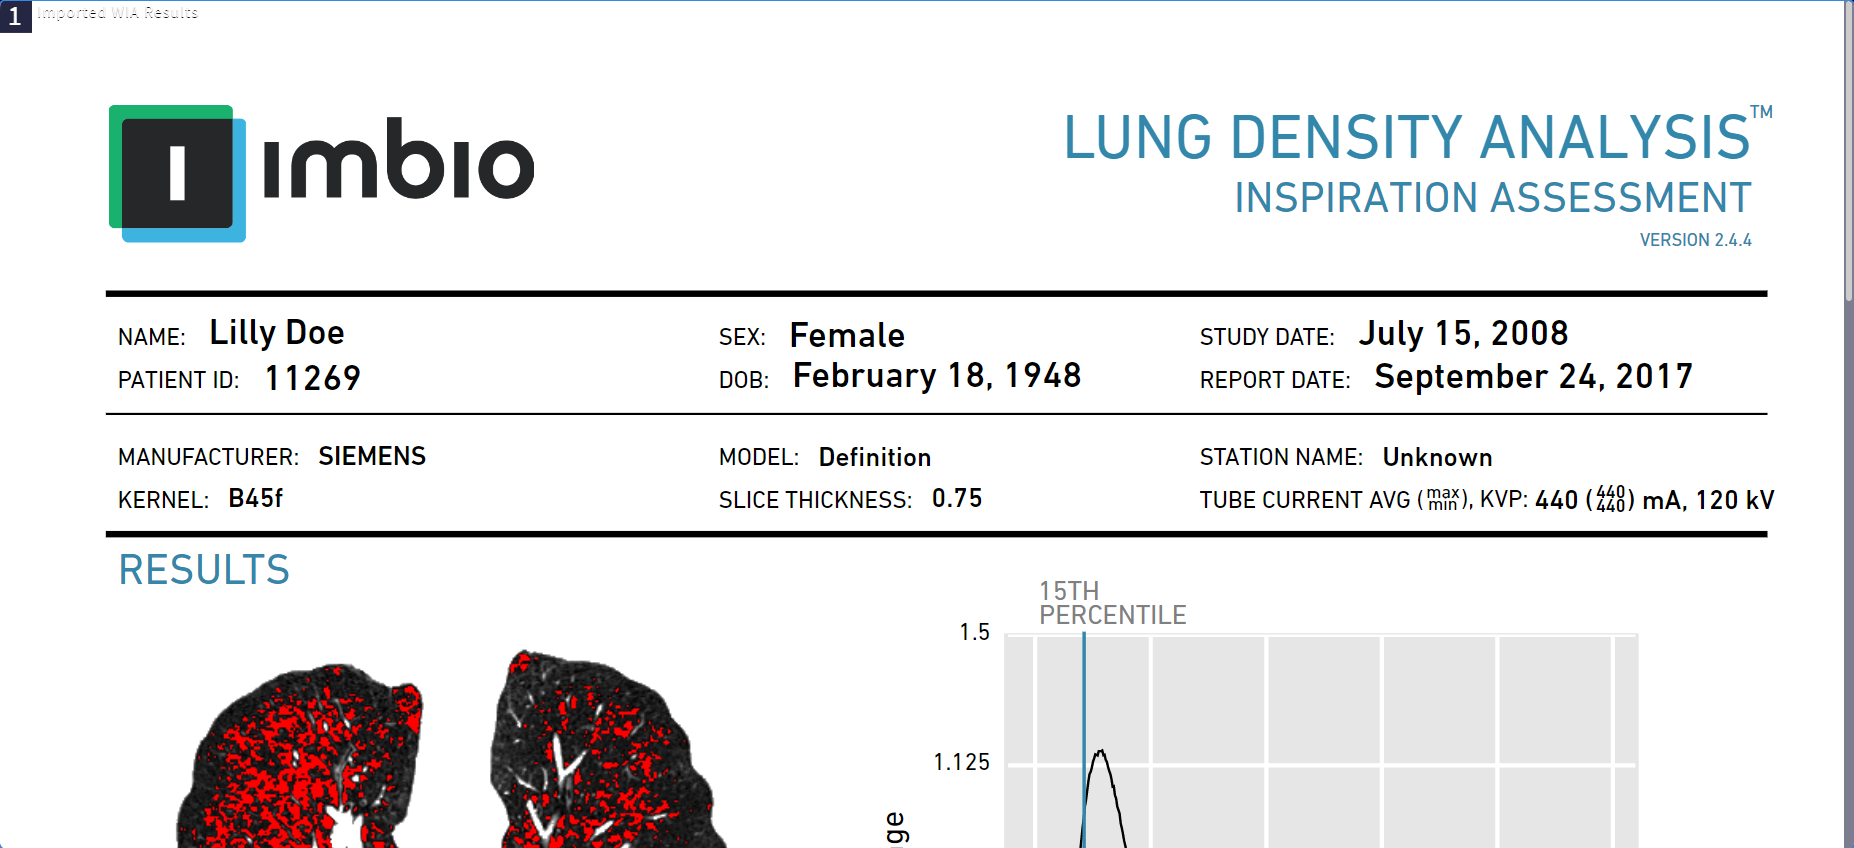 1 Imported WIA Results
I imbio
LUNG DENSITY ANALYSIS™
INSPIRATION ASSESSMENT
VERSION 2.4.4
NAME: Lilly Doe SEX: Female STUDY DATE: July 15, 2008
PATIENT ID: 11269 DOB: February 18, 1948 REPORT DATE: September 24, 2017
MANUFACTURER: SIEMENS MODEL: Definition STATION NAME: Unknown
KERNEL: B45f SLICE THICKNESS: 0.75 TUBE CURRENT AVG (max min), KVP: 440 (440 440) mA, 120 kV
RESULTS
15TH
PERCENTILE
1.5
1.125